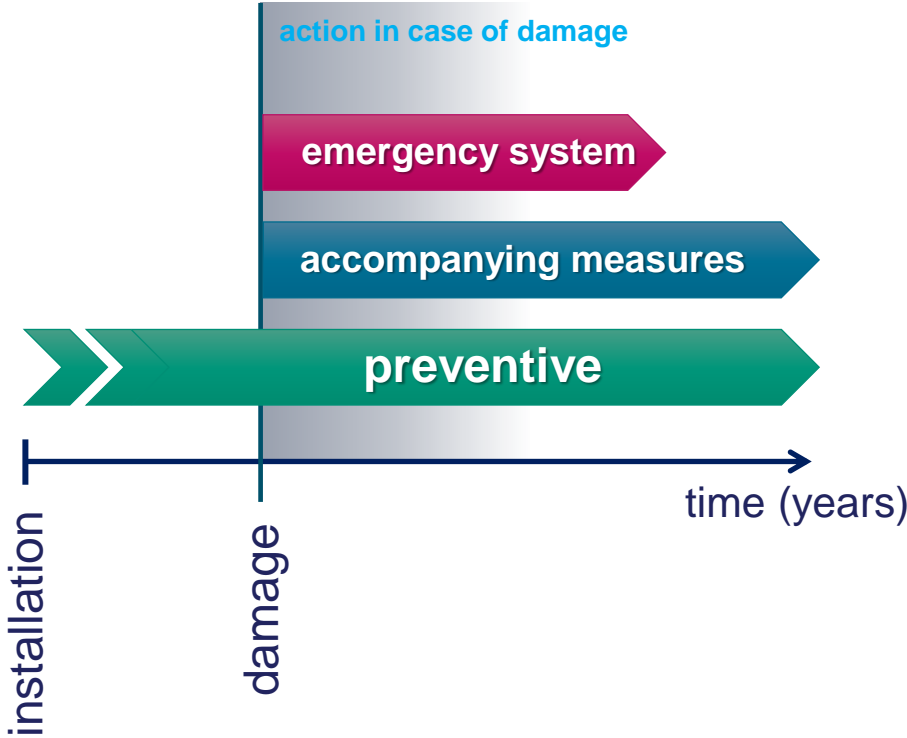 action in case of damage
emergency system
accompanying measures
preventive
time (years)
installation
damage